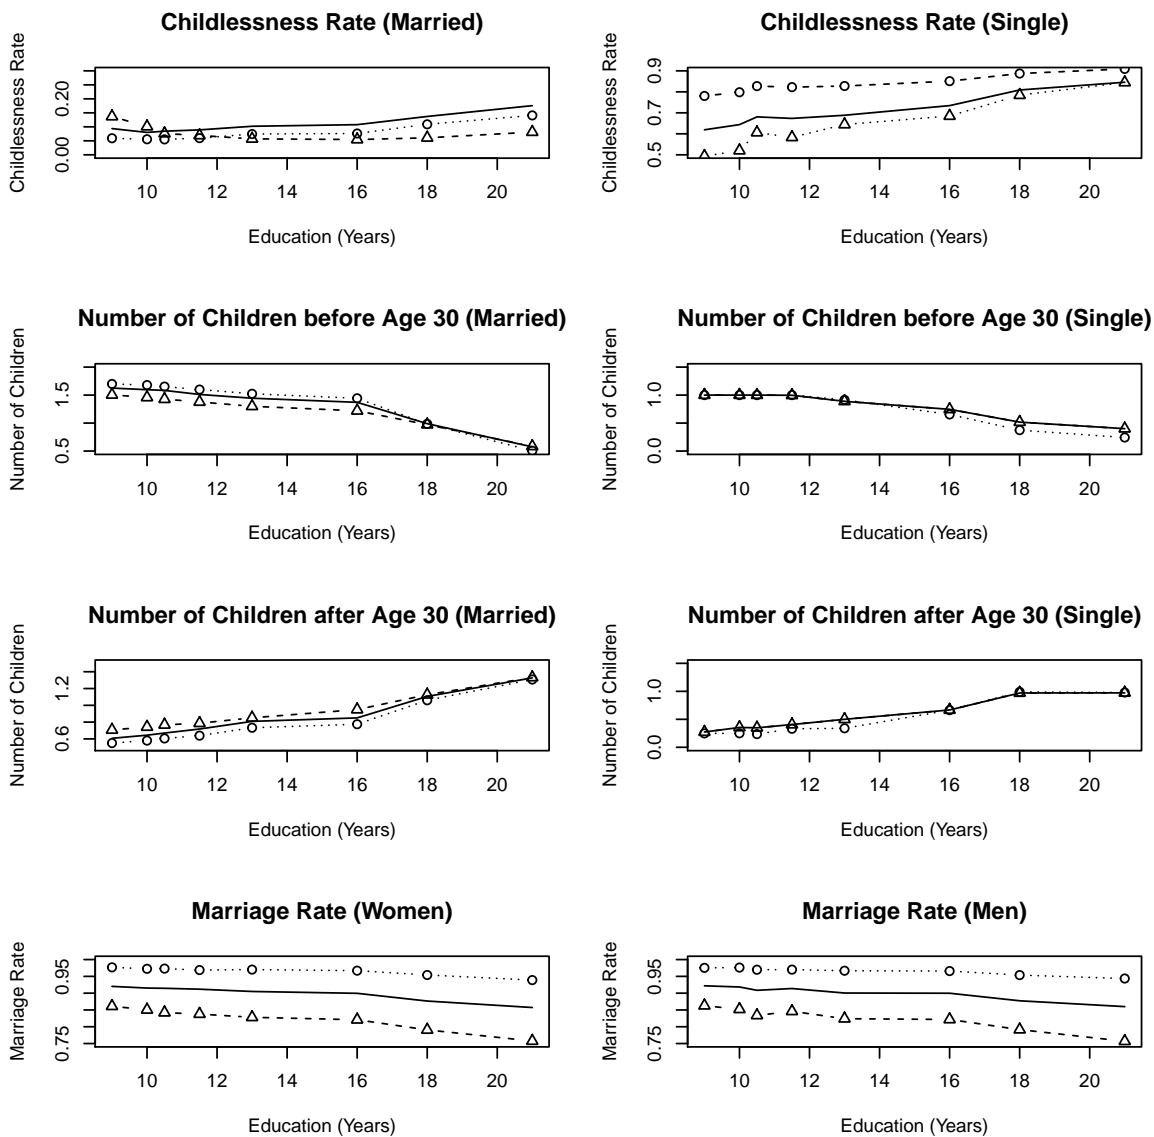 Childlessness Rate (Married)
Childlessness Rate
0.00 0.20
10 12 14 16 18 20
Education (Years)
Childlessness Rate (Single)
Childlessness Rate
0.5 0.7 0.9
10 12 14 16 18 20
Education (Years)
Number of Children before Age 30 (Married)
Number of Children
0.5 1.5
10 12 14 16 18 20
Education (Years)
Number of Children before Age 30 (Single)
Number of Children
0.0 1.0
10 12 14 16 18 20
Education (Years)
Number of Children after Age 30 (Married)
Number of Children
0.6 1.2
10 12 14 16 18 20
Education (Years)
Number of Children after Age 30 (Single)
Number of Children
0.0 1.0
10 12 14 16 18 20
Education (Years)
Marriage Rate (Women)
Marriage Rate
0.75 0.95
10 12 14 16 18 20
Education (Years)
Marriage Rate (Men)
Marriage Rate
0.75 0.95
10 12 14 16 18 20
Education (Years)